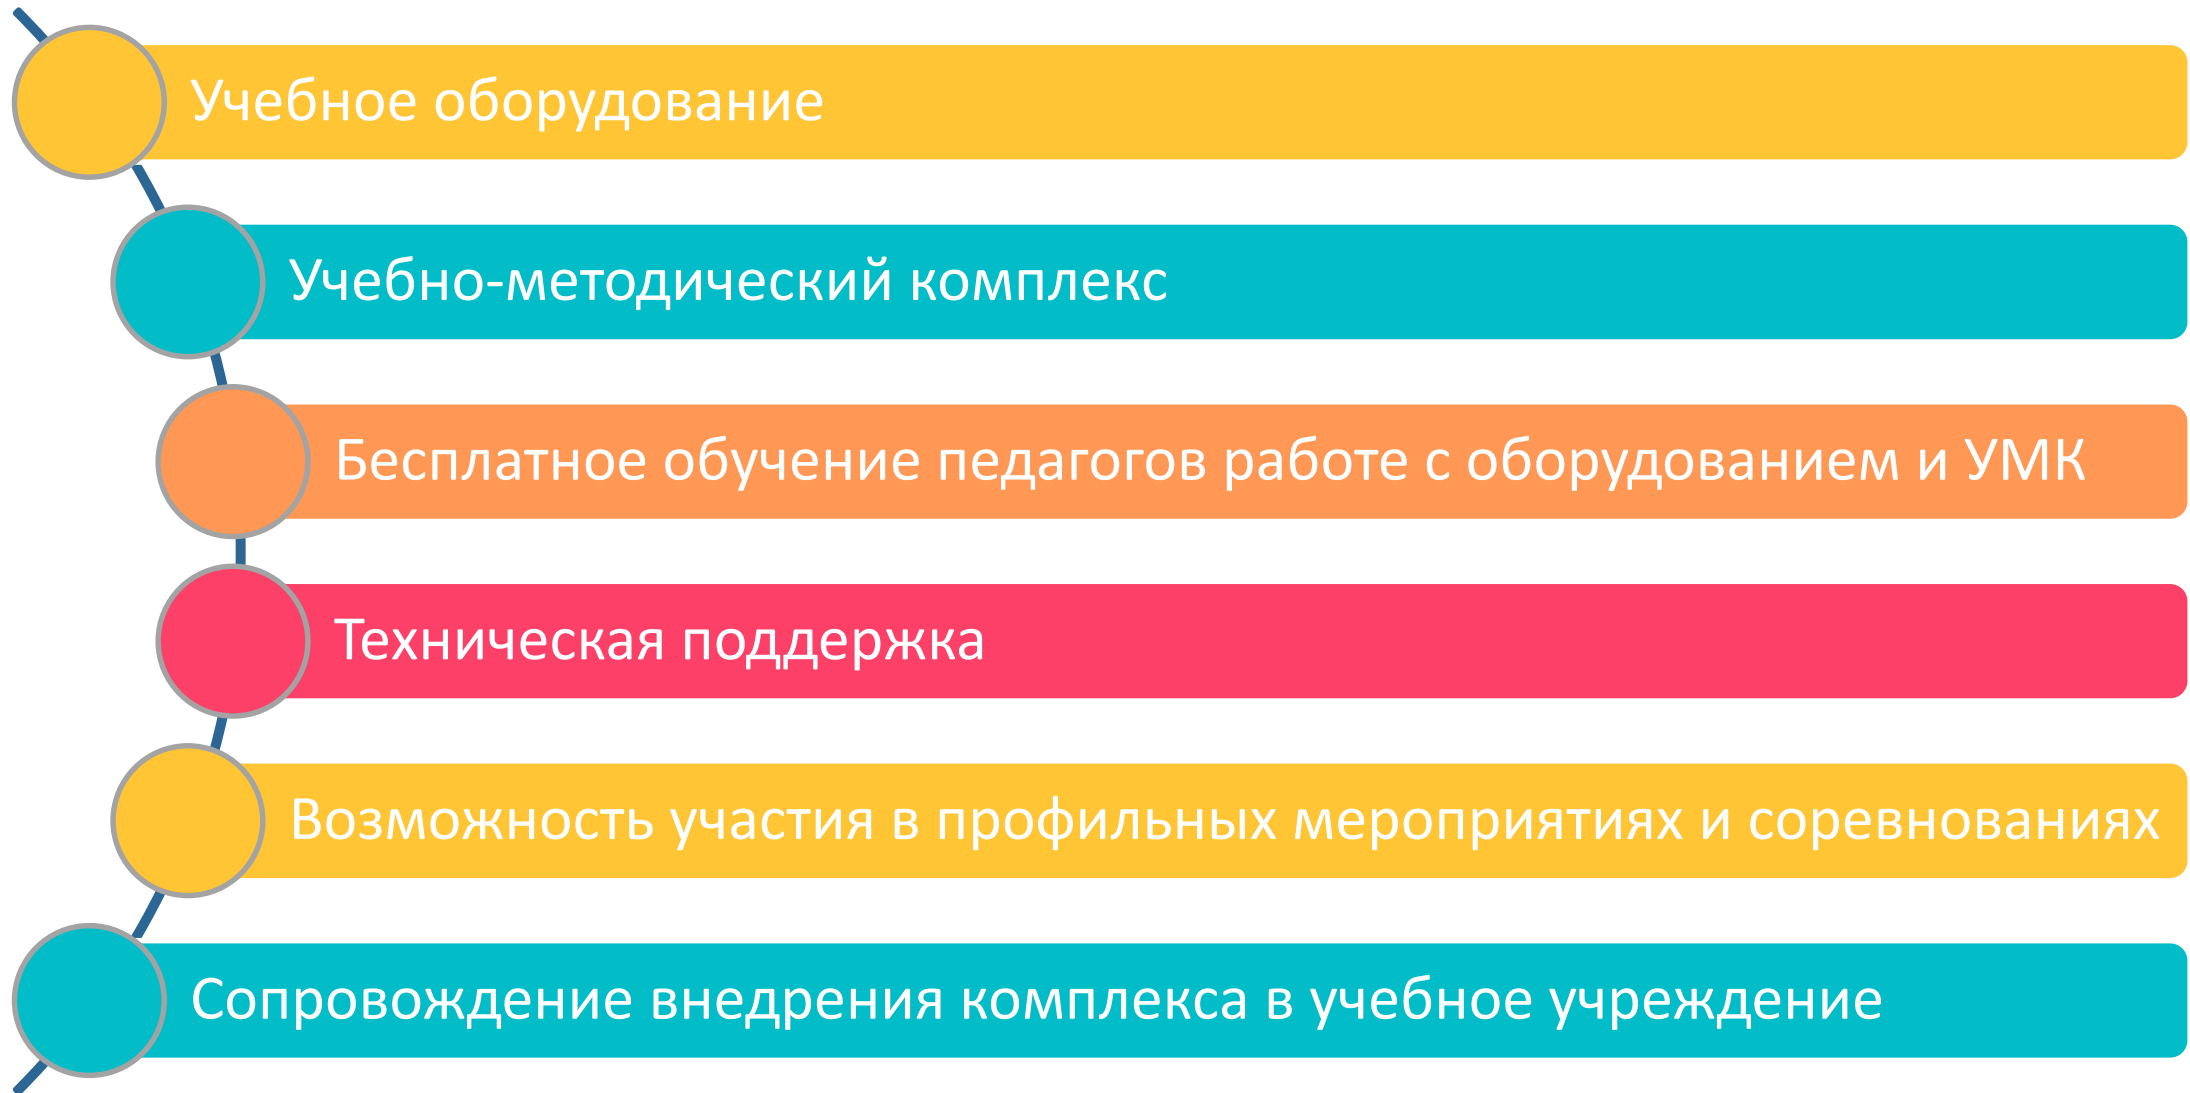 Учебное оборудование
Учебно-методический комплекс
Бесплатное обучение педагогов работе с оборудованием и УМК
Техническая поддержка
Возможность участия в профильных мероприятиях и соревнованиях
Сопровождение внедрения комплекса в учебное учреждение